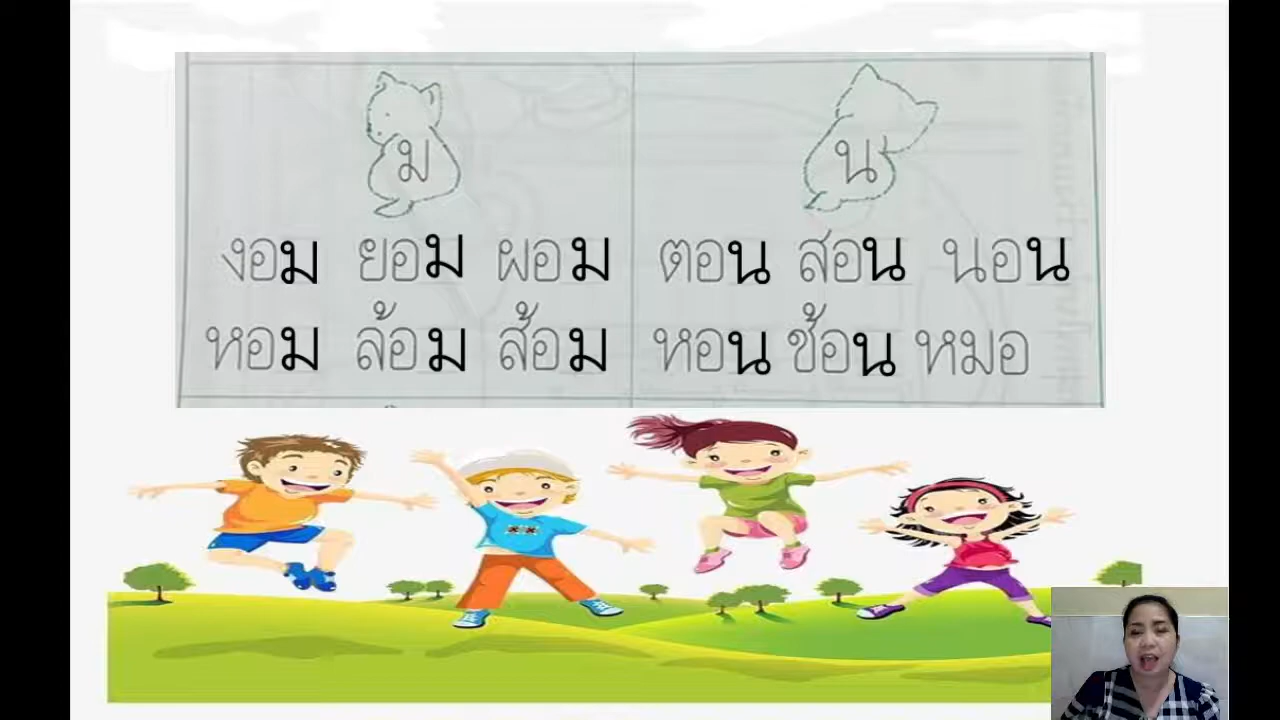 ม น
งอม ยอม ผอม ตอน สอน นอน
หอม ล้อม ส้อม หอน ช้อน หมอ